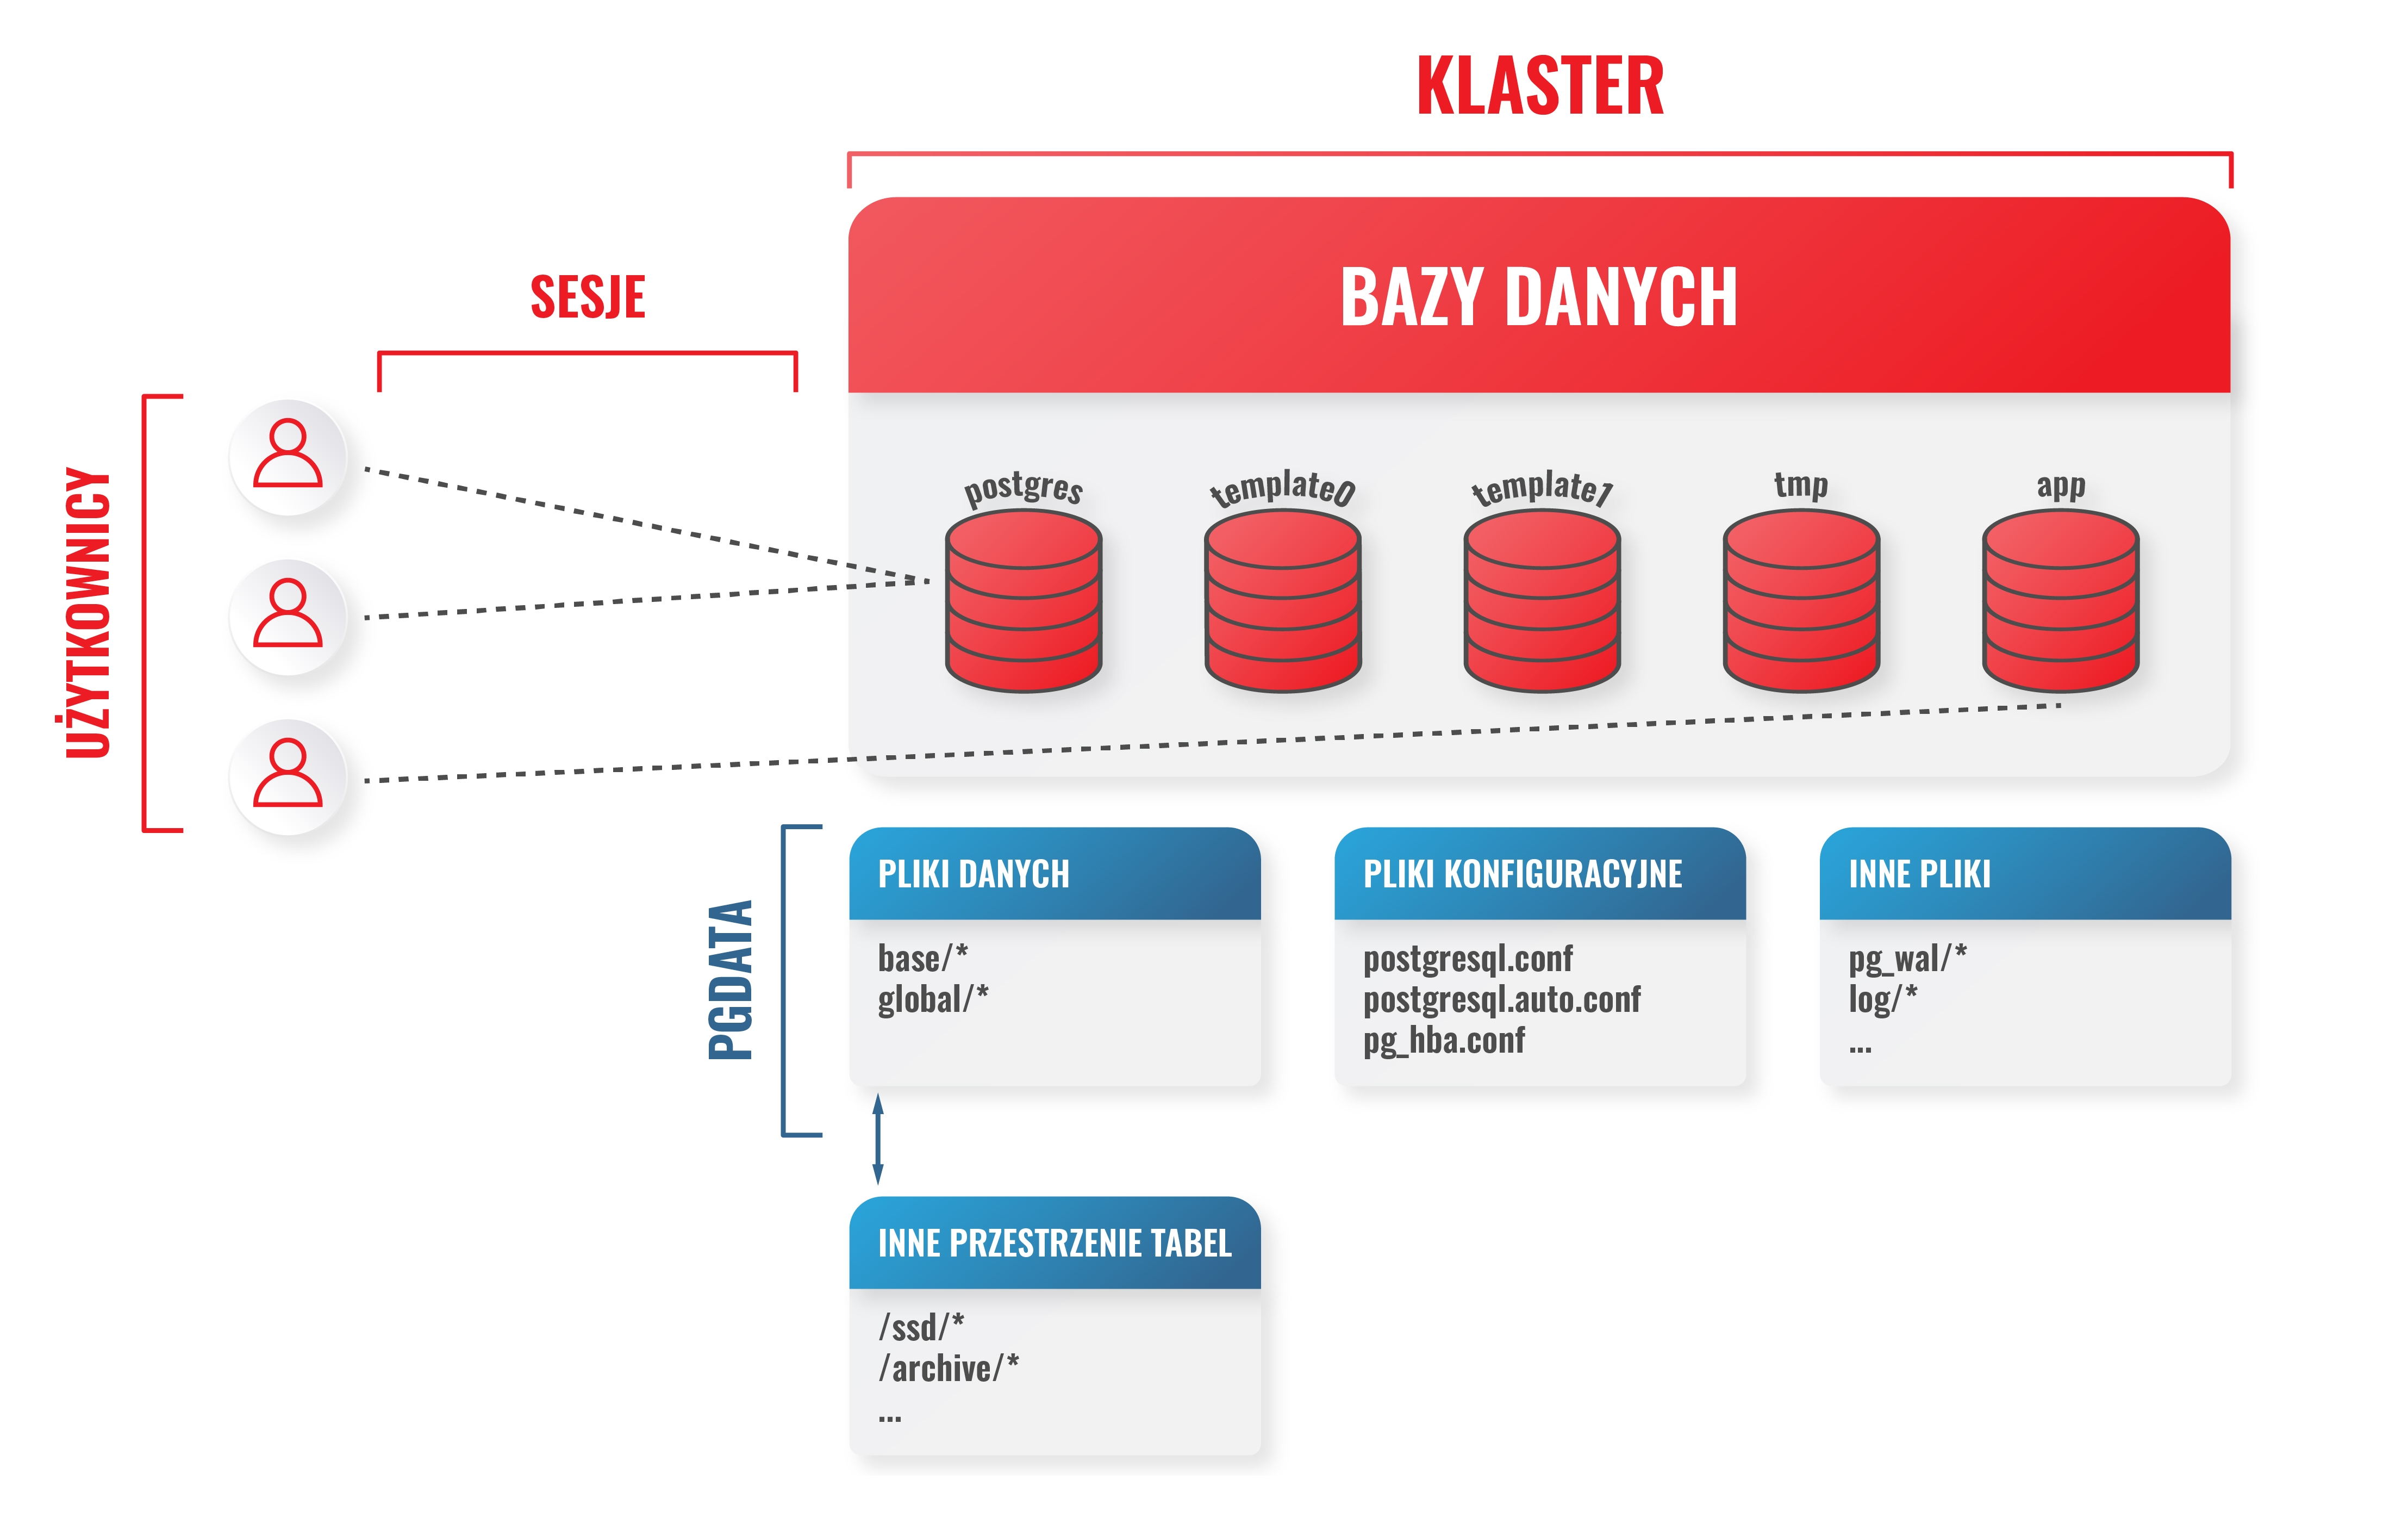 KLASTER
BAZY DANYCH
SESJE
UŻYTKOWNICY
postgres
template0
template1
tmp
app
PGDATA
PLIKI DANYCH
base/*
global/*
PLIKI KONFIGURACYJNE
postgresql.conf
postgresql.auto.conf
pg_hba.conf
INNE PLIKI
pg_wal/*
log/*
...
INNE PRZESTRZENIE TABEL
/ssd/*
/archive/*
...